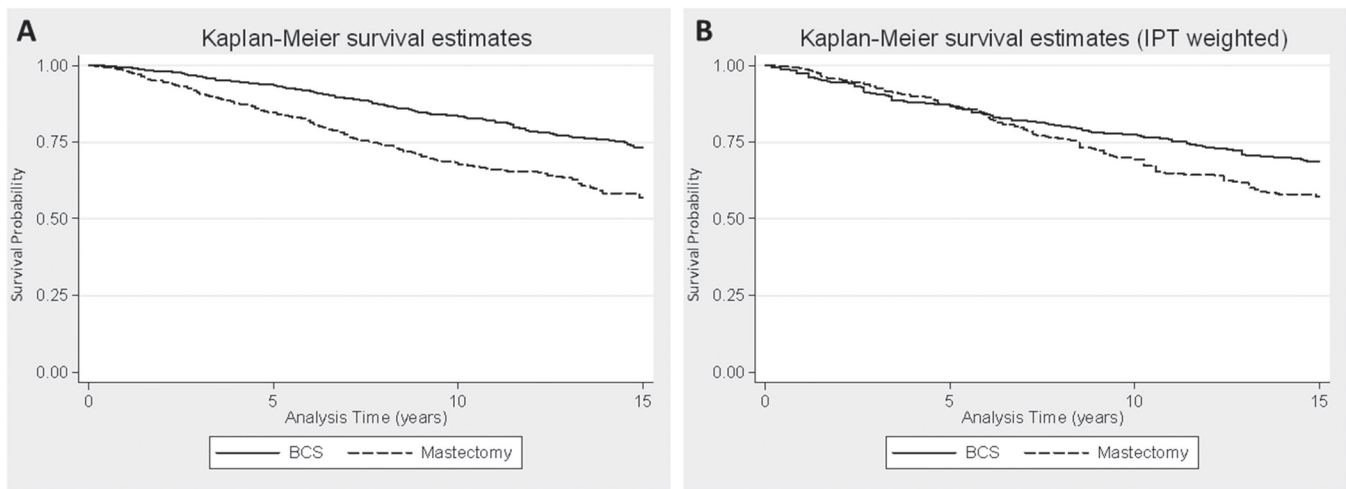 A
Kaplan-Meier survival estimates
1.00
0.75
0.50
0.25
0.00
Survival Probability
0 5 10 15
Analysis Time (years)
BCS Mastectomy
B
Kaplan-Meier survival estimates (IPT weighted)
1.00
0.75
0.50
0.25
0.00
Survival Probability
0 5 10 15
Analysis Time (years)
BCS Mastectomy